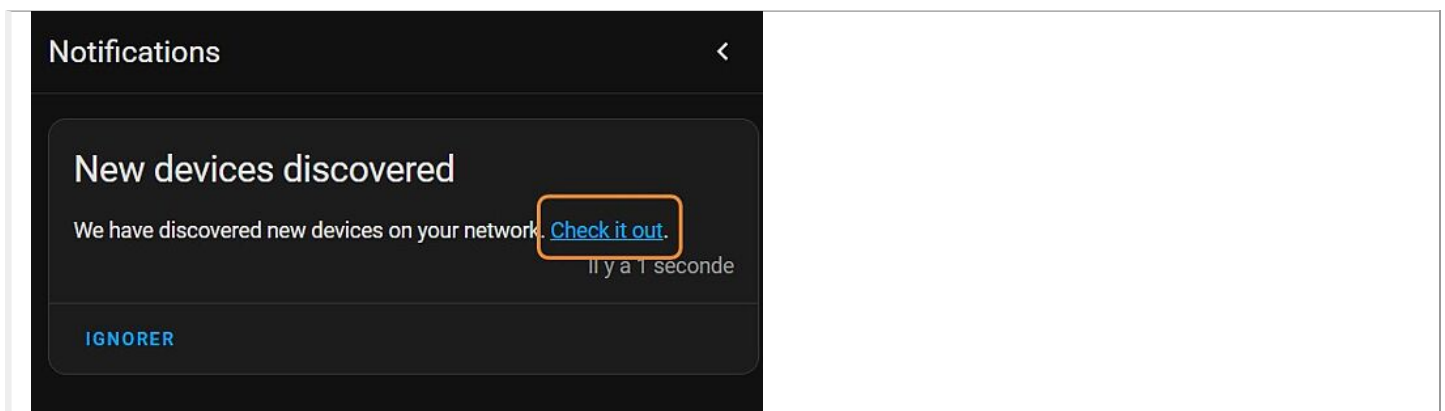 Notifications
New devices discovered
We have discovered new devices on your network. Check it out.
Il y a 1 seconde
IGNORER